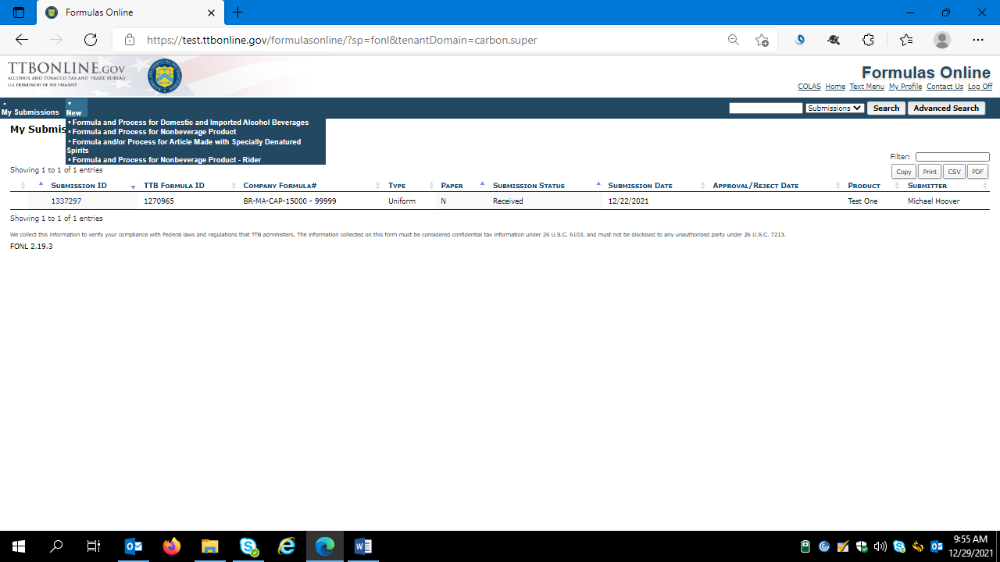 Formulas Online
https://test.ttbonline.gov/formulasonline/?sp=fonl&tenantDomain=carbon.super
TTBONLINE.GOV
ALCOHOL AND TOBACCO TAX AND TRADE BUREAU
U.S. DEPARTMENT OF THE TREASURY
Formulas Online
COLAS Home Text Menu My Profile Contact Us Log Off
My Submissions
New
Submissions
Search
Advanced Search
• Formula and Process for Domestic and Imported Alcohol Beverages
• Formula and Process for Nonbeverage Product
• Formula and/or Process for Article Made with Specially Denatured
Spirits
• Formula and Process for Nonbeverage Product - Rider
My Submis
Filter:
Showing 1 to 1 of 1 entries
Copy Print CSV PDF
Submission ID TTB Formula ID Company Formula# Type Paper Submission Status Submission Date Approval/Reject Date Product Submitter
1337297 1270965 BR-MA-CAP-15000 - 99999 Uniform N Received 12/22/2021 Test One Michael Hoover
Showing 1 to 1 of 1 entries
We collect this information to verify your compliance with Federal laws and regulations that TTB administers. The information collected on this form must be considered confidential tax information under 26 U.S.C. 6103, and must not be disclosed to any unauthorized party under 26 U.S.C. 7213.
FONL 2.19.3
9:55 AM
12/29/2021